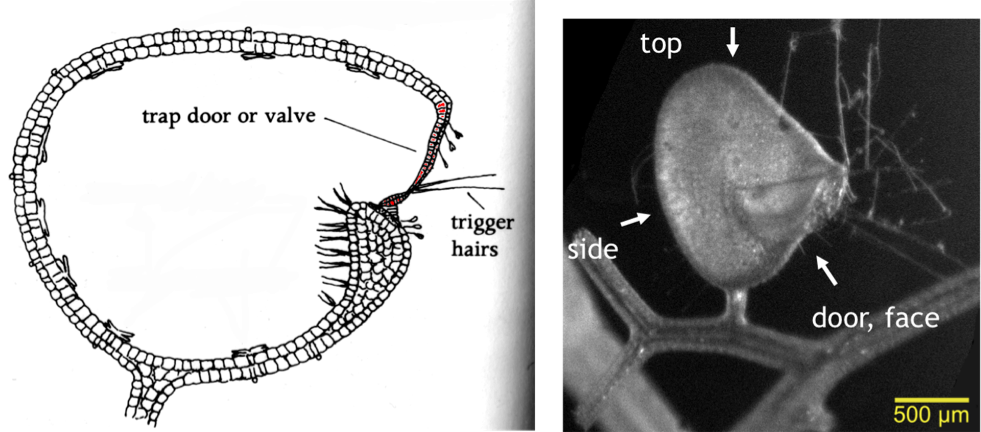 trap door or valve
trigger
hairs
top
side
door, face
500 µm